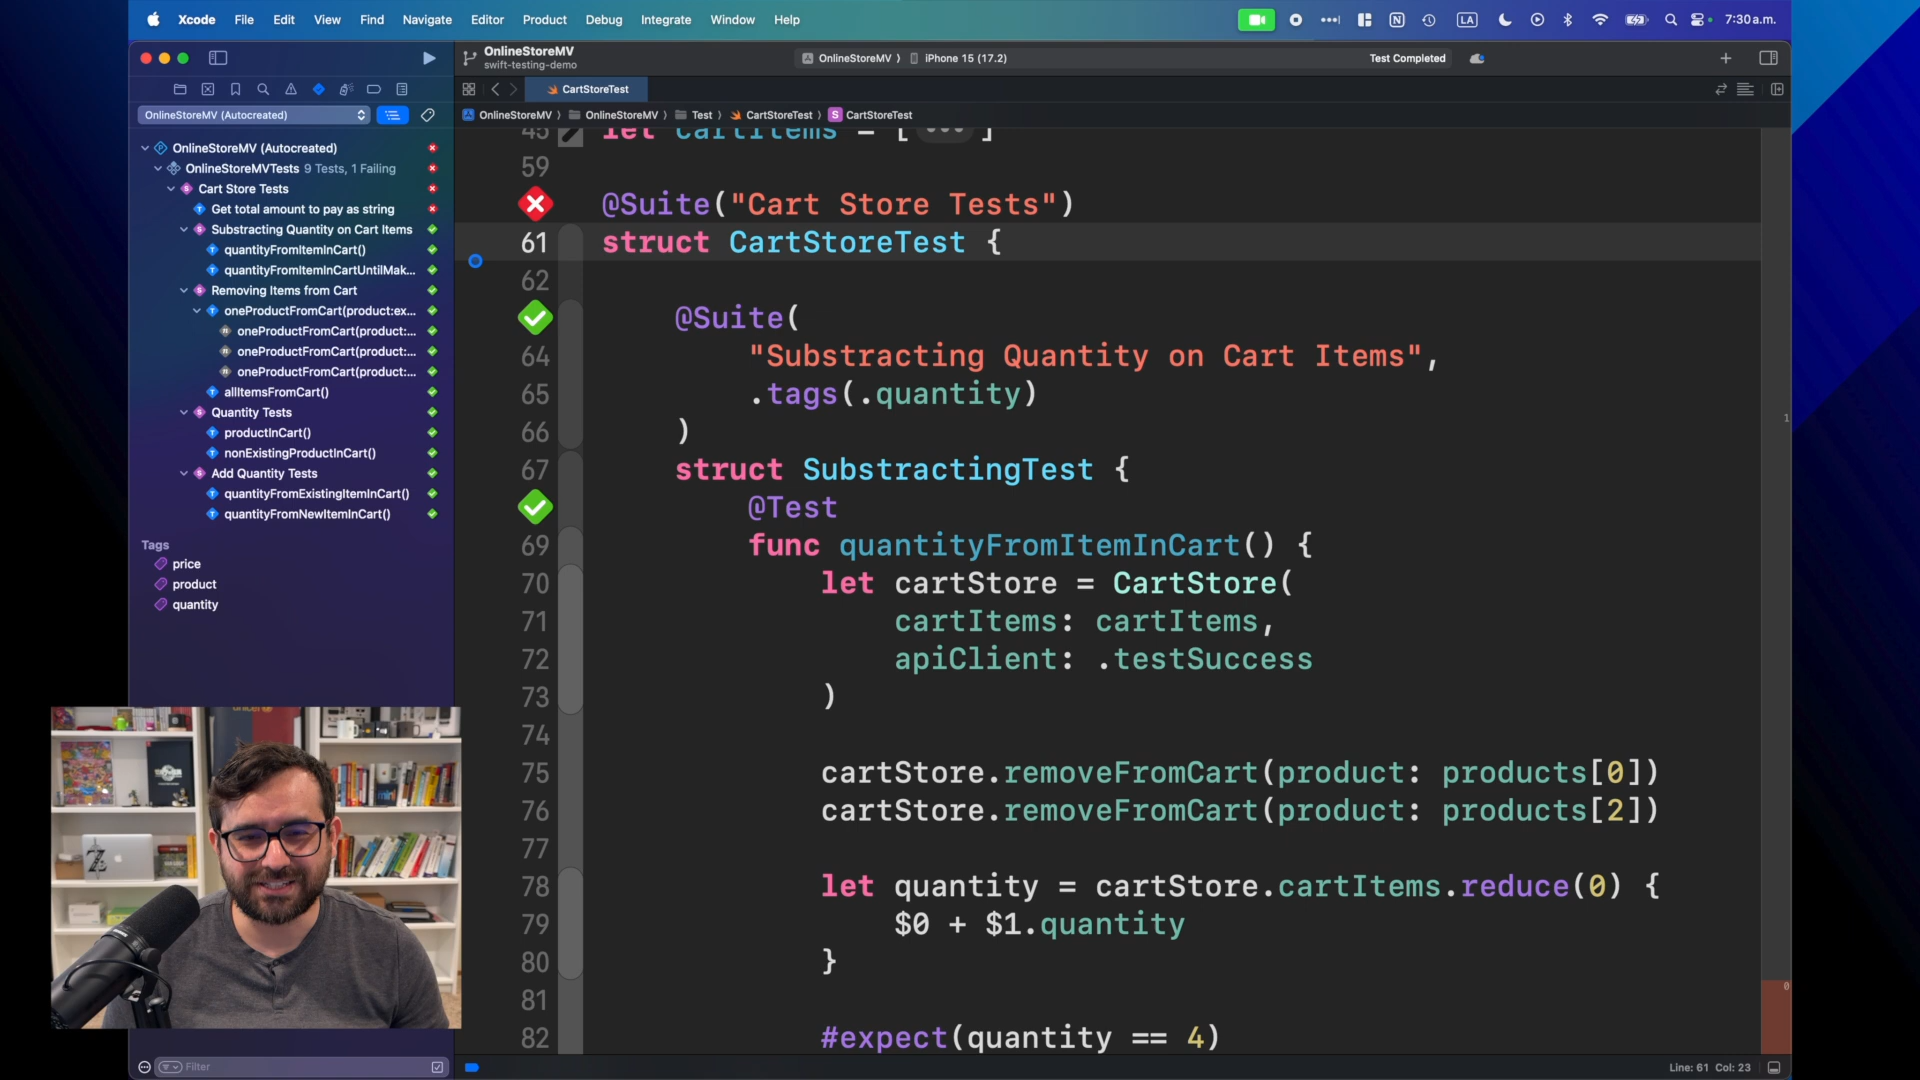 Xcode File Edit View Find Navigate Editor Product Debug Integrate Window Help
N LA 7:30 a.m.
OnlineStoreMV
swift-testing-demo
OnlineStoreMV iPhone 15 (17.2)
Test Completed
CartStoreTest
OnlineStoreMV (Autocreated)
OnlineStoreMV OnlineStoreMV Test CartStoreTest S CartStoreTest
OnlineStoreMV (Autocreated)
OnlineStoreMVTests 9 Tests, 1 Failing
Cart Store Tests
Get total amount to pay as string
Substracting Quantity on Cart Items
quantityFromItemInCart()
quantityFromItemInCartUntilMak...
Removing Items from Cart
oneProductFromCart(product:ex...
oneProductFromCart(product:...
oneProductFromCart(product:...
oneProductFromCart(product:...
allItemsFromCart()
Quantity Tests
productInCart()
nonExistingProductInCart()
Add Quantity Tests
quantityFromExistingItemInCart()
quantityFromNewItemInCart()
Tags
price
product
quantity
Filter
45 let cartItems = [ ... ]
59
@Suite("Cart Store Tests")
61 struct CartStoreTest {
62
@Suite(
64 "Substracting Quantity on Cart Items",
65 .tags(.quantity)
66 )
67 struct SubstractingTest {
@Test
69 func quantityFromItemInCart() {
70 let cartStore = CartStore(
71 cartItems: cartItems,
72 apiClient: .testSuccess
73 )
74
75 cartStore.removeFromCart(product: products[0])
76 cartStore.removeFromCart(product: products[2])
77
78 let quantity = cartStore.cartItems.reduce(0) {
79 $0 + $1.quantity
80 }
81
82 #expect(quantity == 4)
1
0
Line: 61 Col: 23